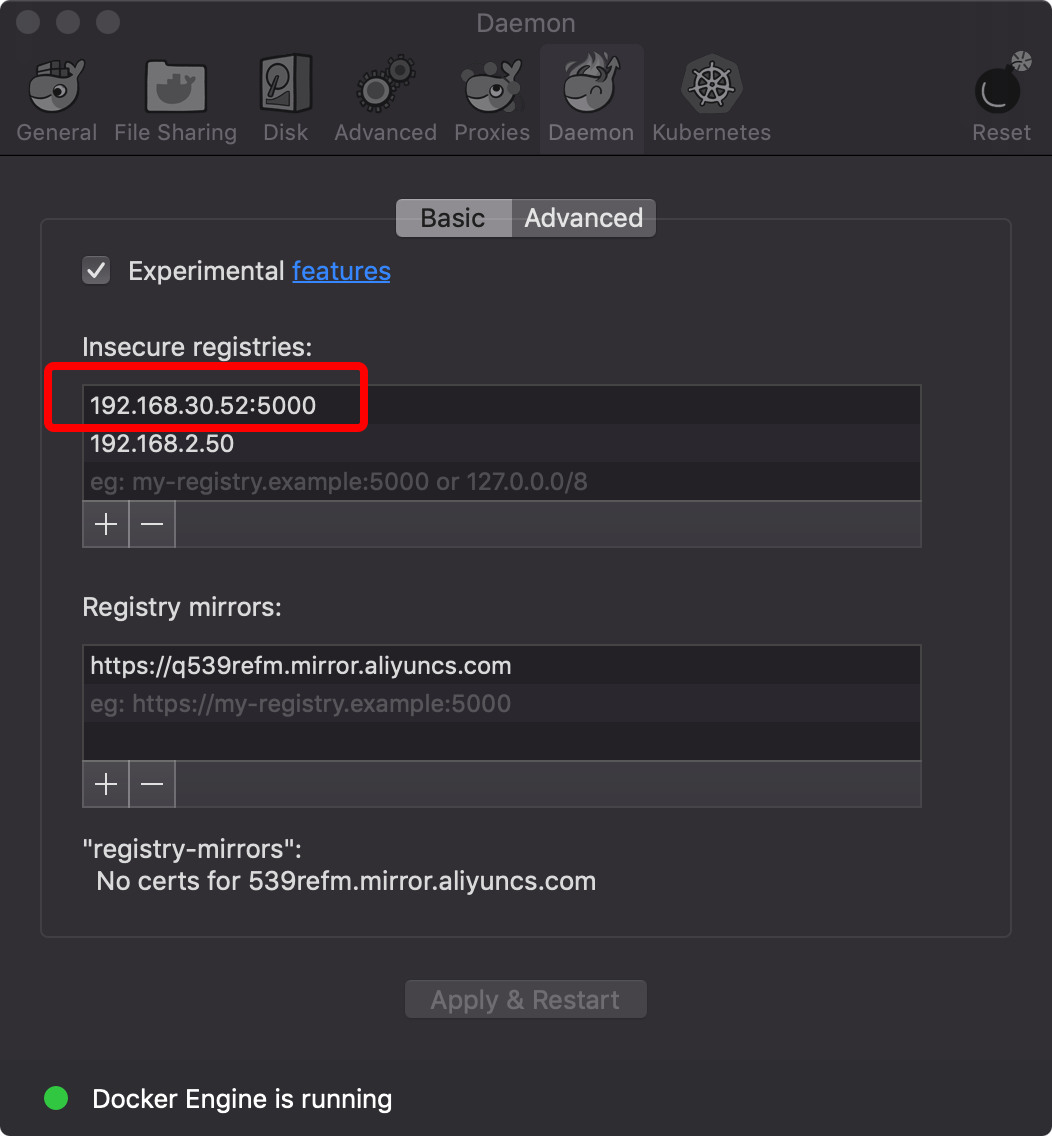 Daemon
General File Sharing Disk Advanced Proxies Daemon Kubernetes Reset
Basic Advanced
Experimental features
Insecure registries:
192.168.30.52:5000
192.168.2.50
eg: my-registry.example:5000 or 127.0.0.0/8
Registry mirrors:
https://q539refm.mirror.aliyuncs.com
eg: https://my-registry.example:5000
"registry-mirrors":
No certs for 539refm.mirror.aliyuncs.com
Apply & Restart
Docker Engine is running